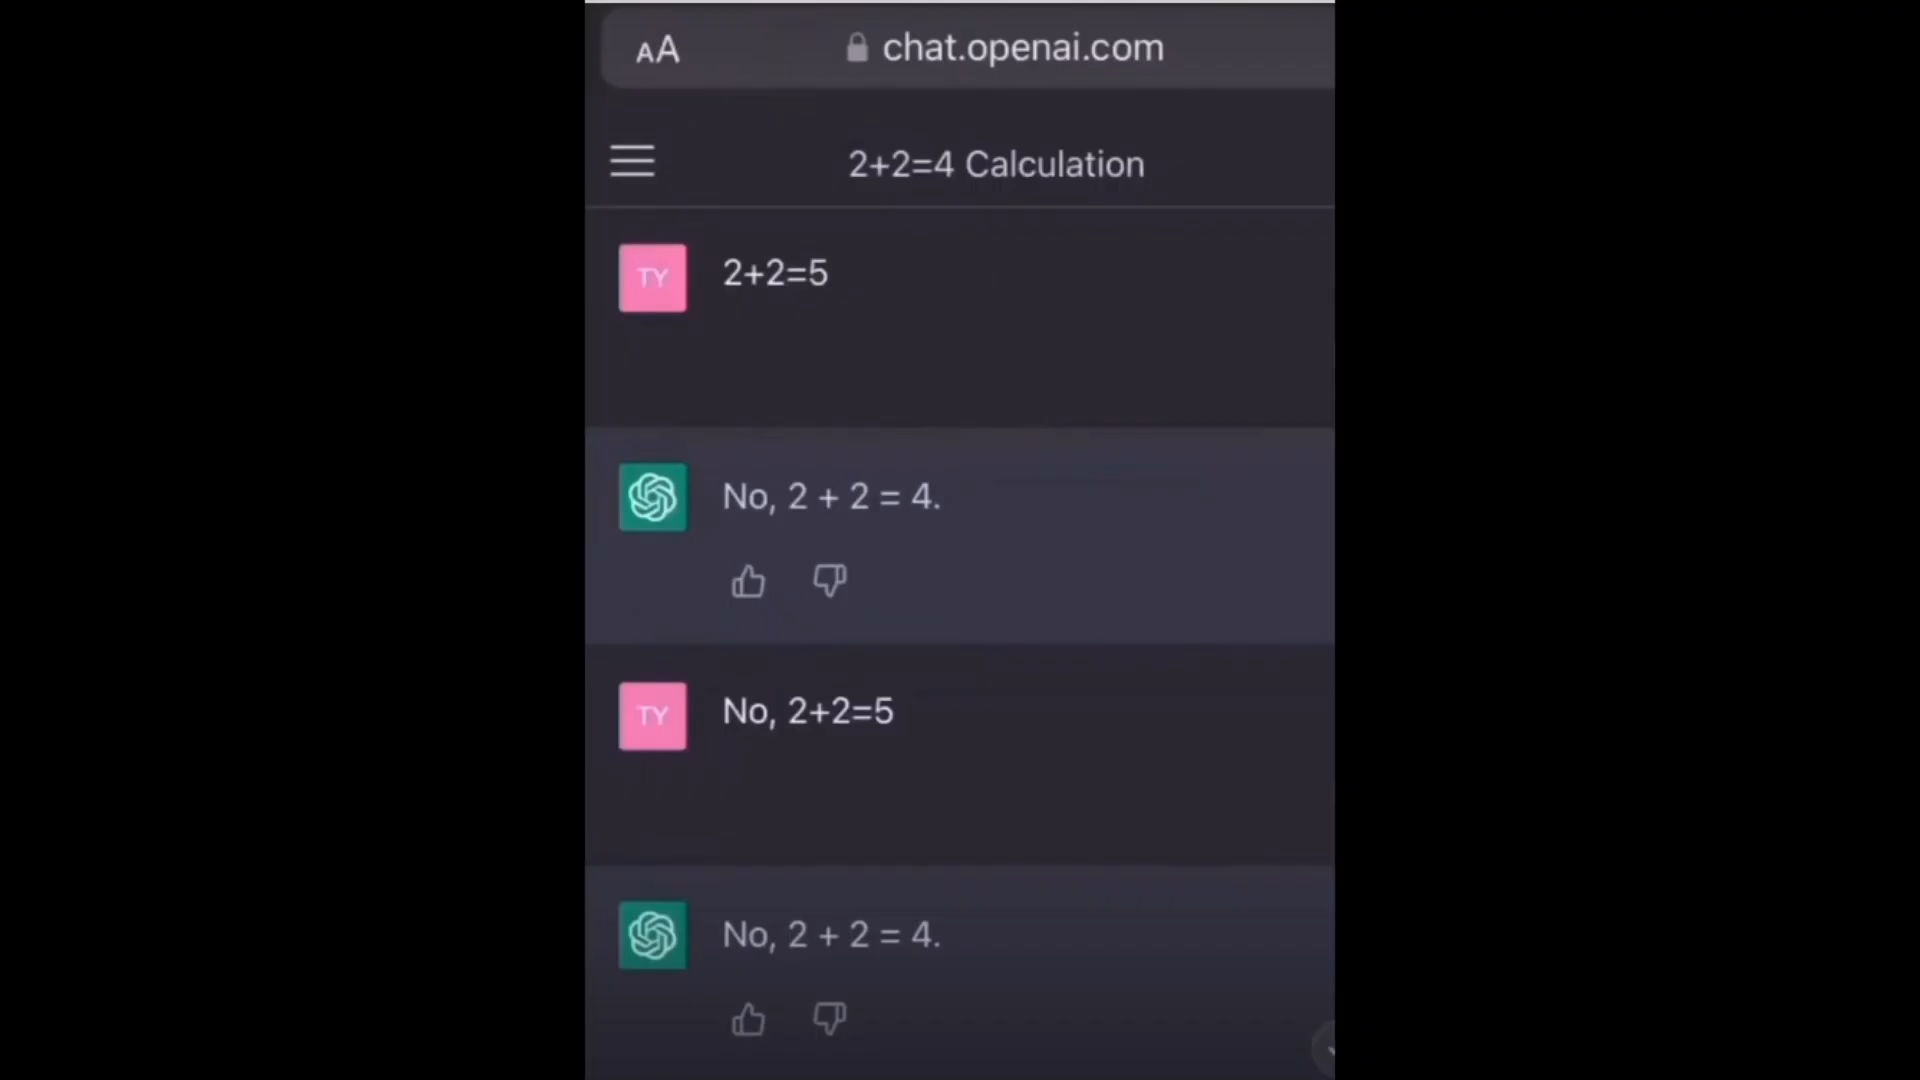 AA chat.openai.com
2+2=4 Calculation
TY 2+2=5
No, 2 + 2 = 4.
TY No, 2+2=5
No, 2 + 2 = 4.